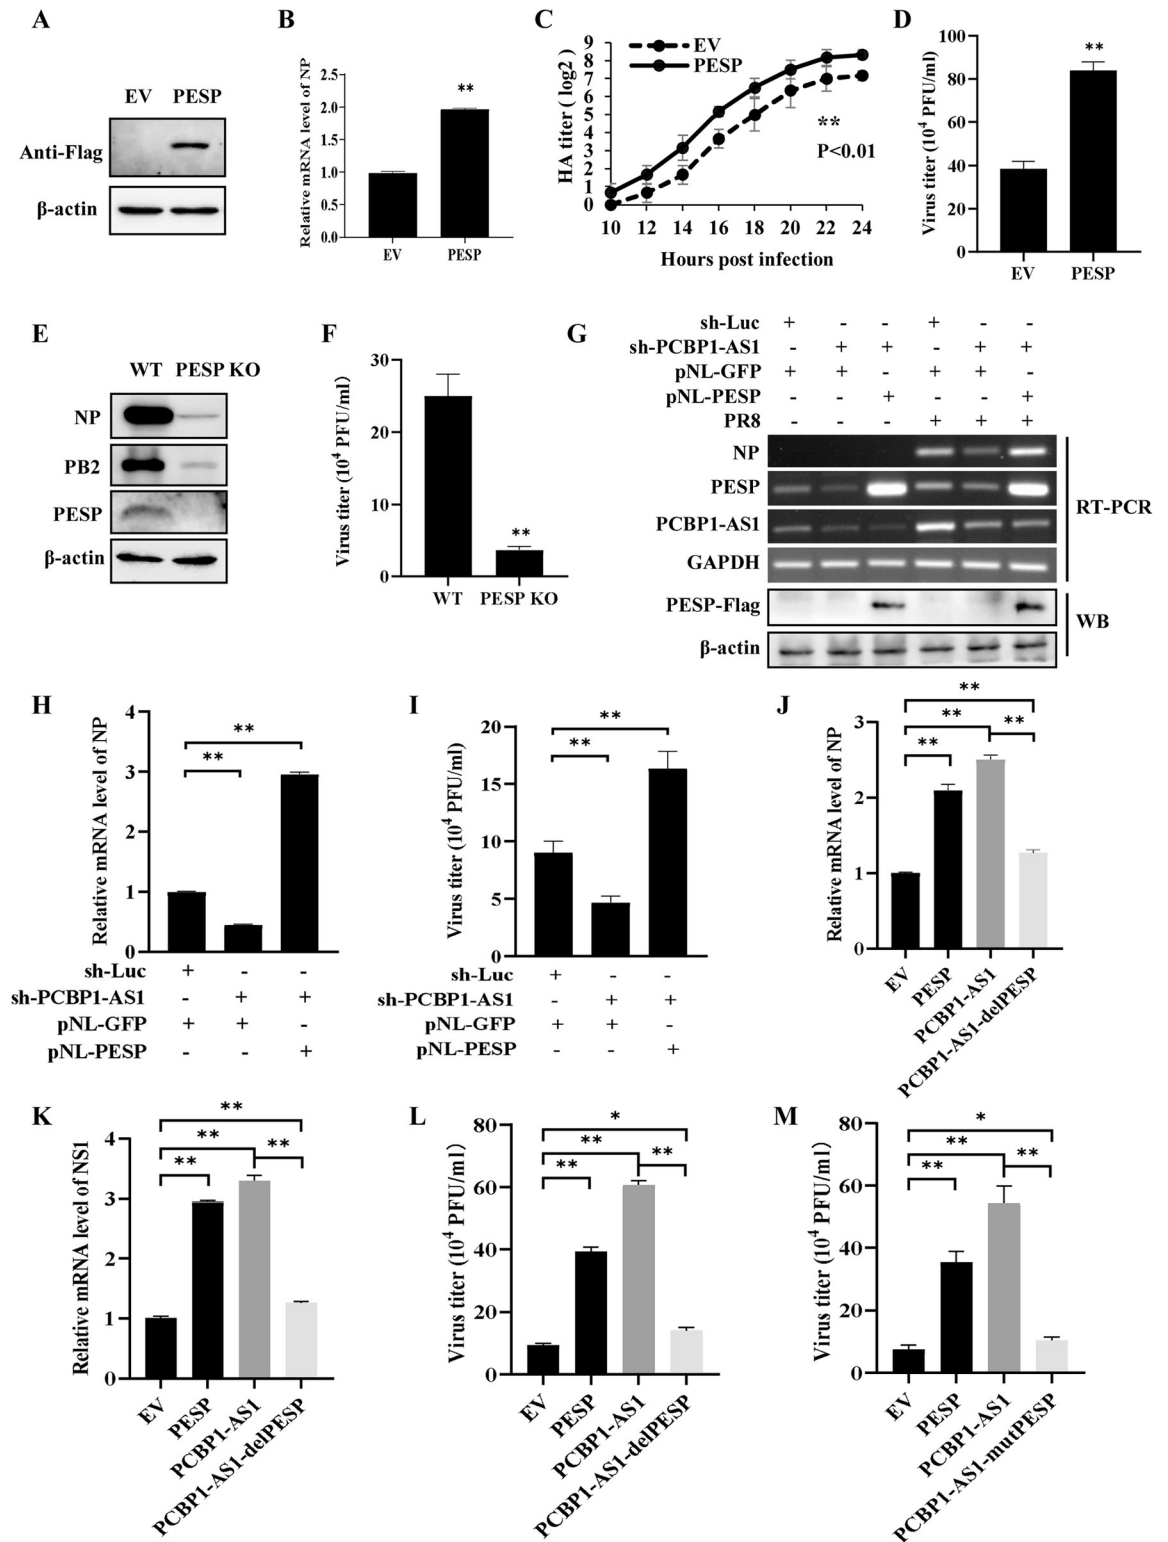 A
EV PESP
Anti-Flag
β-actin
B
Relative mRNA level of NP
2.5
2.0
1.5
1.0
0.5
0.0
**
EV PESP
C
HA titer ( log2 )
9
8
7
6
5
4
3
2
1
0
EV
PESP
**
P<0.01
10 12 14 16 18 20 22 24
Hours post infection
D
Virus titer (10⁴ PFU/ml)
100
80
60
40
20
0
**
EV PESP
E
WT PESP KO
NP
PB2
PESP
β-actin
F
Virus titer (10⁴ PFU/ml)
30
20
10
0
**
WT PESP KO
G
sh-Luc + - - + - -
sh-PCBP1-AS1 - + + - + +
pNL-GFP + + - + + -
pNL-PESP - - + - - +
PR8 - - - + + +
NP
PESP
PCBP1-AS1
GAPDH
RT-PCR
PESP-Flag
β-actin
WB
H
Relative mRNA level of NP
4
3
2
1
0
**
**
sh-Luc + - -
sh-PCBP1-AS1 - + +
pNL-GFP + + -
pNL-PESP - - +
I
Virus titer (10⁴ PFU/ml)
20
15
10
5
0
**
**
sh-Luc + - -
sh-PCBP1-AS1 - + +
pNL-GFP + + -
pNL-PESP - - +
J
Relative mRNA level of NP
3
2
1
0
**
**
**
**
EV
PESP
PCBP1-AS1
PCBP1-AS1-delPESP
K
Relative mRNA level of NS1
4
3
2
1
0
**
**
**
**
EV
PESP
PCBP1-AS1
PCBP1-AS1-delPESP
L
Virus titer (10⁴ PFU/ml)
80
60
40
20
0
*
**
**
**
EV
PESP
PCBP1-AS1
PCBP1-AS1-delPESP
M
Virus titer (10⁴ PFU/ml)
80
60
40
20
0
*
**
**
**
EV
PESP
PCBP1-AS1
PCBP1-AS1-mutPESP